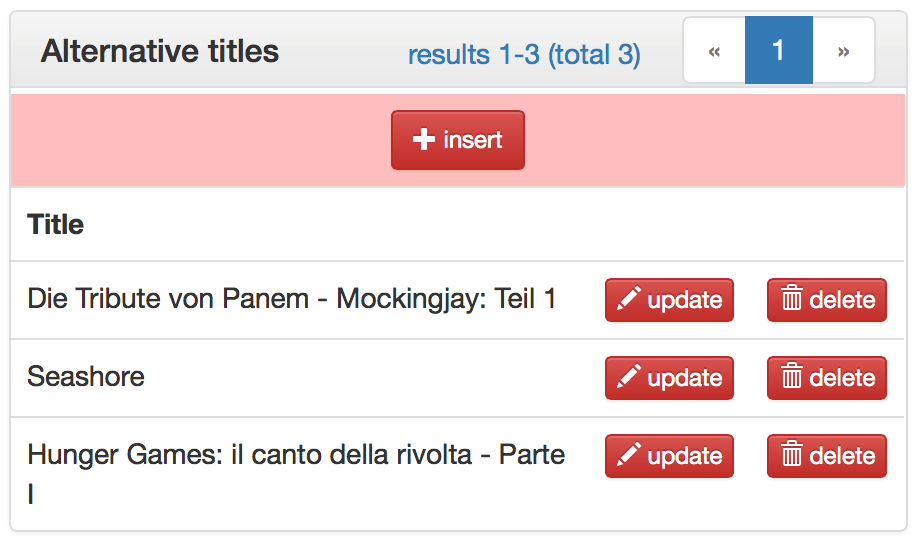 Alternative titles results 1-3 (total 3) « 1 »
insert
Title
Die Tribute von Panem - Mockingjay: Teil 1 update delete
Seashore update delete
Hunger Games: il canto della rivolta - Parte update delete
I